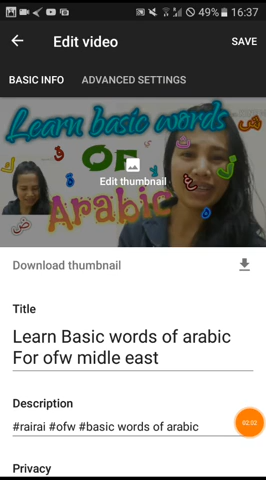 49% 16:37
Edit video SAVE
BASIC INFO ADVANCED SETTINGS
Learn basic words
OF
Edit thumbnail
Arabic
ش
ق
ك
ض
Download thumbnail
Title
Learn Basic words of arabic
For ofw midle east
Description
02:02
#rairai #ofw #basic words of arabic
Privacy